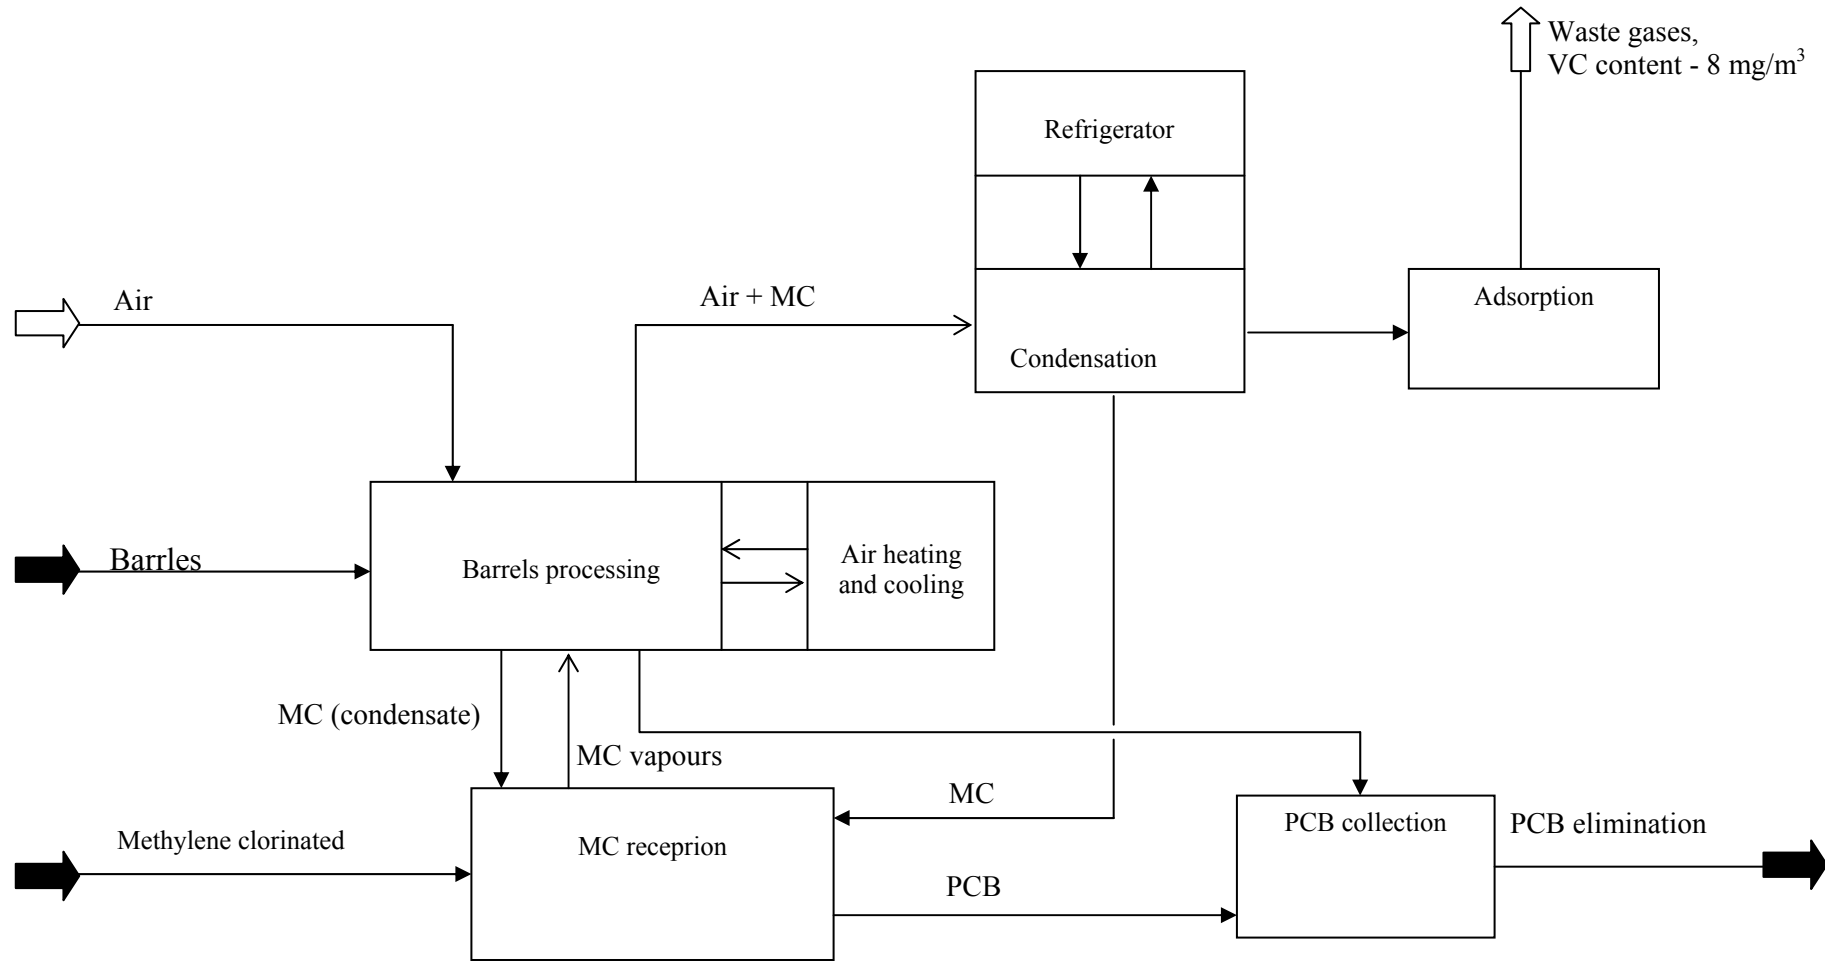 Waste gases,
VC content - 8 mg/m³
Refrigerator
Air
Air + MC
Adsorption
Condensation
Barrles
Barrels processing
Air heating
and cooling
MC (condensate)
MC vapours
MC
Methylene clorinated
MC receprion
PCB collection
PCB elimination
PCB